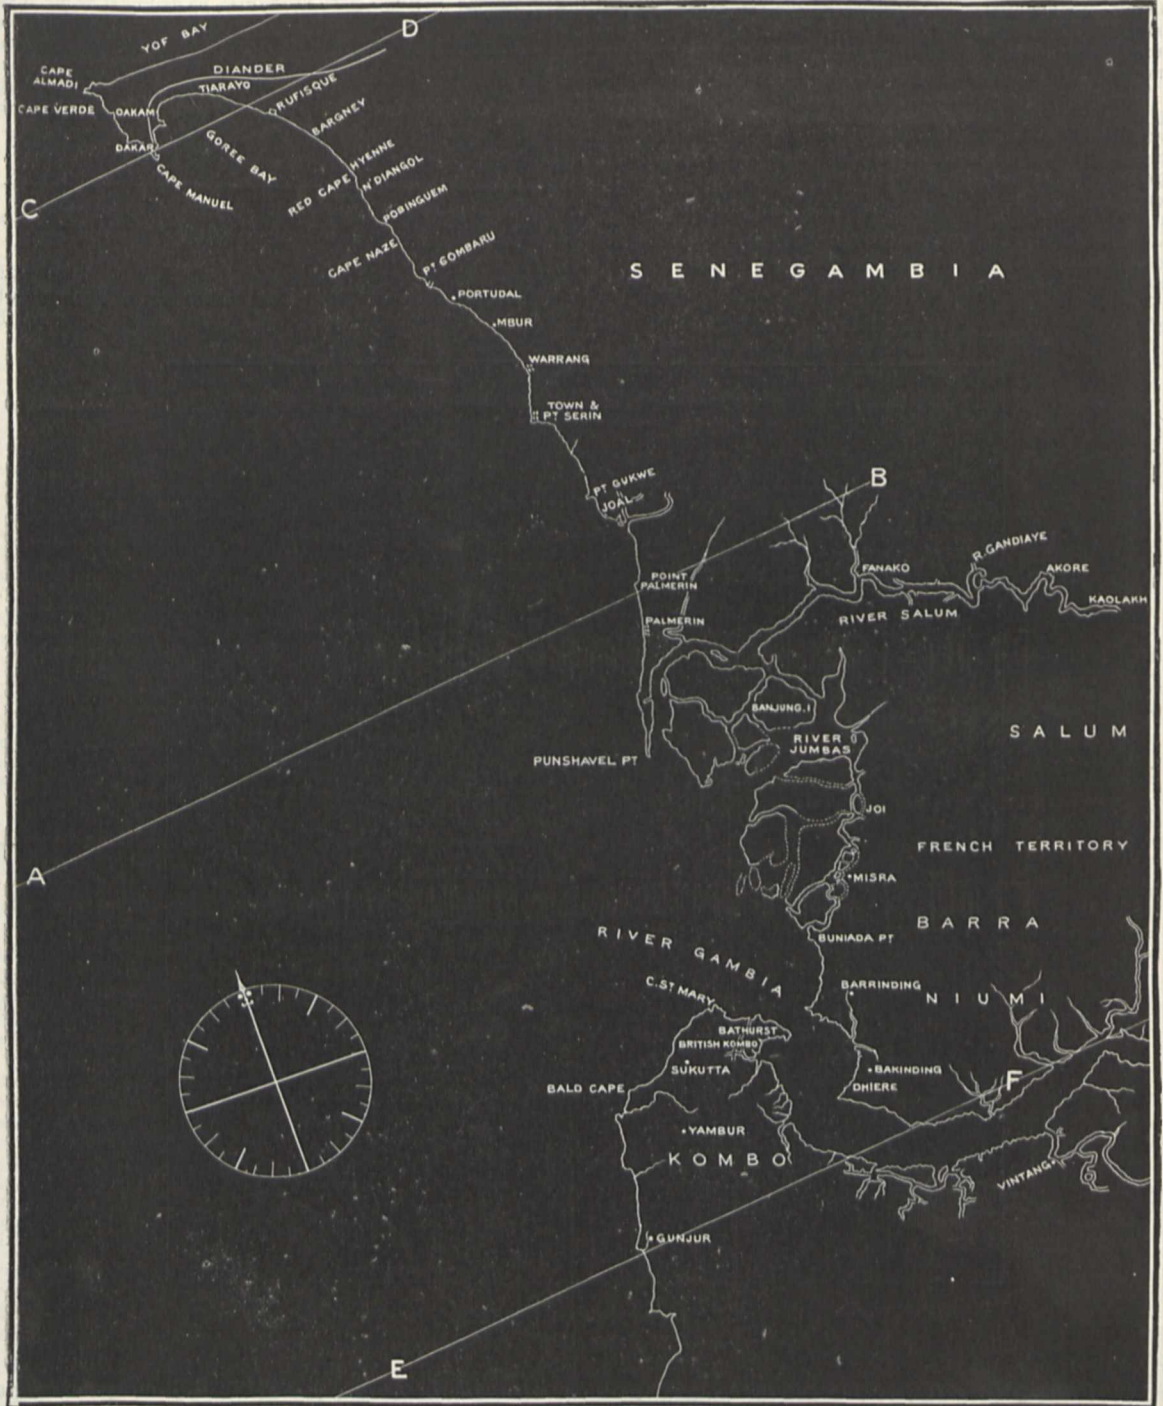 YOF BAY
D
CAPE
ALMADI
DIANDER
TIARAYO
CAPE VERDE
OAKAM
RUFISQUE
BARGNEY
DAKAR
GOREE BAY
CAPE MANUEL
C
HYENNE
RED CAPE
N'DIANGOL
POBINGUEM
CAPE NAZE
PT GOMBARU
SENEGAMBIA
PORTUDAL
MBUR
WARRANG
TOWN &
PT SERIN
PT GUKWE
JOAL
B
R. GANDIAYE
POINT
PALMERIN
FANAKO
AKORE
KAOLAKH
RIVER SALUM
PALMERIN
BANJUNG. I
SALUM
RIVER
JUMBAS
PUNSHAVEL PT
JOI
FRENCH TERRITORY
A
MISRA
BARRA
BUNIADA PT
RIVER GAMBIA
C. ST MARY
BARRINDING
NIUMI
BATHURST
BRITISH KOMBO
SUKUTTA
BAKINDING
DHIERE
F
BALD CAPE
YAMBUR
KOMBO
VINTANG
GUNJUR
E